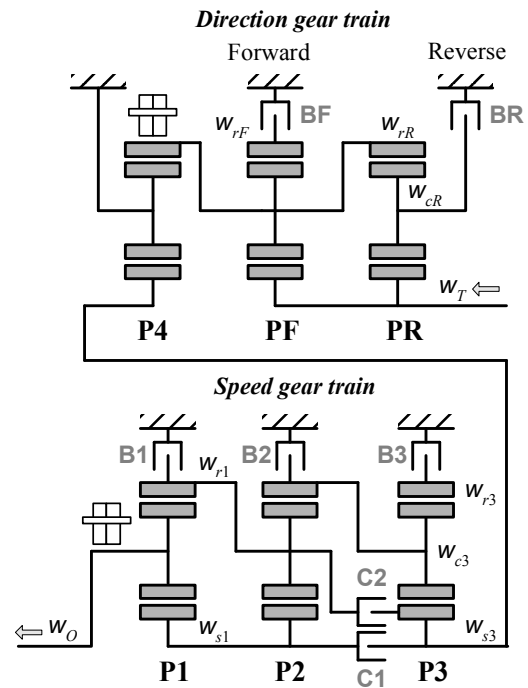 Direction gear train
Forward Reverse
BF BR
w_rF w_rR
w_cR
w_T
P4 PF PR
Speed gear train
B1 B2 B3
w_r1 w_r3
w_c3
C2
w_O w_s1 w_s3
C1
P1 P2 P3